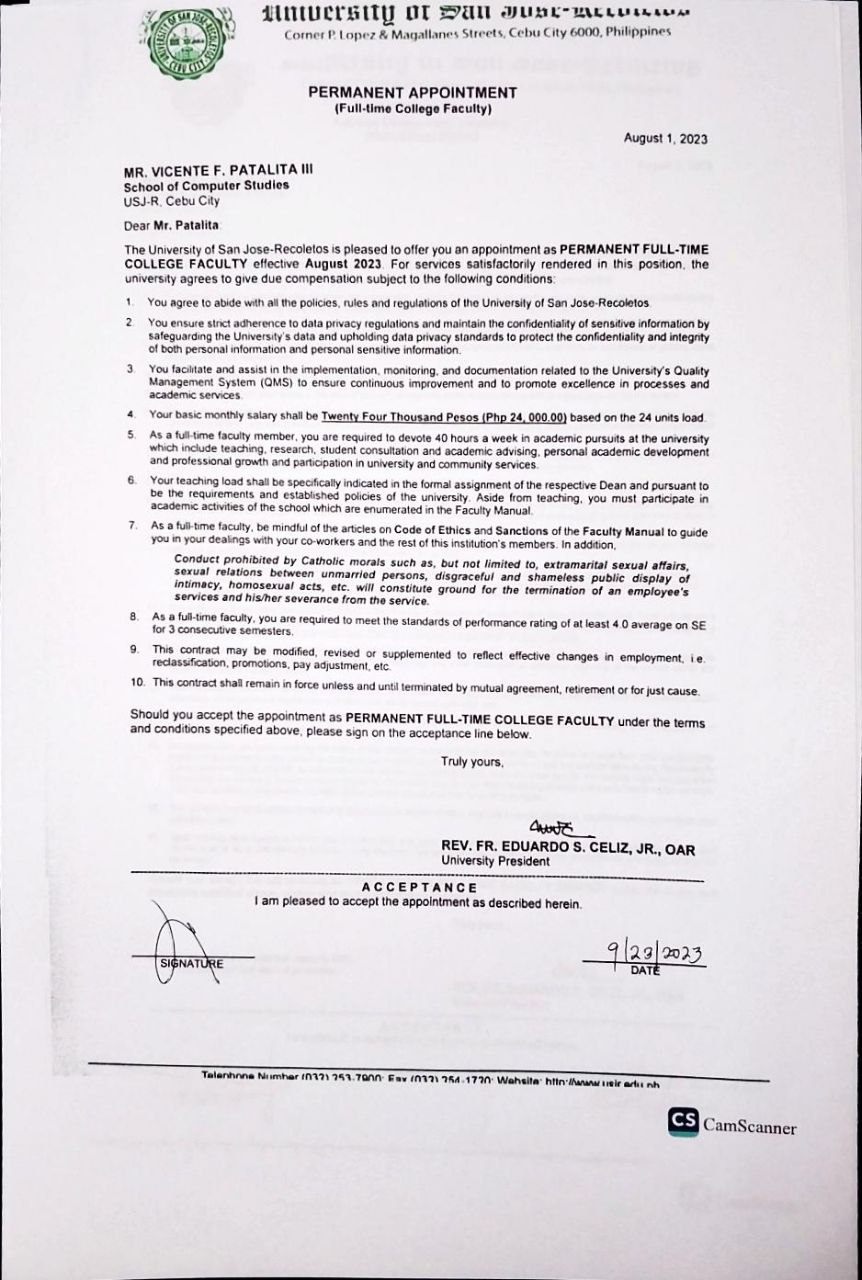 University of San Jose-Recoletos
Corner P. Lopez & Magallanes Streets, Cebu City 6000, Philippines
UNIVERSITY OF SAN JOSE-RECOLETOS
CEBU CITY
PERMANENT APPOINTMENT
(Full-time College Faculty)
August 1, 2023
MR. VICENTE F. PATALITA III
School of Computer Studies
USJ-R, Cebu City
Dear Mr. Patalita:
The University of San Jose-Recoletos is pleased to offer you an appointment as PERMANENT FULL-TIME
COLLEGE FACULTY effective August 2023. For services satisfactorily rendered in this position, the
university agrees to give due compensation subject to the following conditions:
1. You agree to abide with all the policies, rules and regulations of the University of San Jose-Recoletos.
2. You ensure strict adherence to data privacy regulations and maintain the confidentiality of sensitive information by
safeguarding the University's data and upholding data privacy standards to protect the confidentiality and integrity
of both personal information and personal sensitive information.
3. You facilitate and assist in the implementation, monitoring, and documentation related to the University's Quality
Management System (QMS) to ensure continuous improvement and to promote excellence in processes and
academic services.
4. Your basic monthly salary shall be Twenty Four Thousand Pesos (Php 24, 000.00) based on the 24 units load.
5. As a full-time faculty member, you are required to devote 40 hours a week in academic pursuits at the university
which include teaching, research, student consultation and academic advising, personal academic development
and professional growth and participation in university and community services.
6. Your teaching load shall be specifically indicated in the formal assignment of the respective Dean and pursuant to
be the requirements and established policies of the university. Aside from teaching, you must participate in
academic activities of the school which are enumerated in the Faculty Manual.
7. As a full-time faculty, be mindful of the articles on Code of Ethics and Sanctions of the Faculty Manual to guide
you in your dealings with your co-workers and the rest of this institution's members. In addition,
Conduct prohibited by Catholic morals such as, but not limited to, extramarital sexual affairs,
sexual relations between unmarried persons, disgraceful and shameless public display of
intimacy, homosexual acts, etc. will constitute ground for the termination of an employee's
services and his/her severance from the service.
8. As a full-time faculty, you are required to meet the standards of performance rating of at least 4.0 average on SE
for 3 consecutive semesters.
9. This contract may be modified, revised or supplemented to reflect effective changes in employment, i.e.
reclassification, promotions, pay adjustment, etc.
10. This contract shall remain in force unless and until terminated by mutual agreement, retirement or for just cause.
Should you accept the appointment as PERMANENT FULL-TIME COLLEGE FACULTY under the terms
and conditions specified above, please sign on the acceptance line below.
Truly yours,
REV. FR. EDUARDO S. CELIZ, JR., OAR
University President
ACCEPTANCE
I am pleased to accept the appointment as described herein.
9/23/2023
SIGNATURE
DATE
Telephone Number (032) 253-7900· Fax (032) 254-1720· Website: http://www.usjr.edu.ph
CS CamScanner